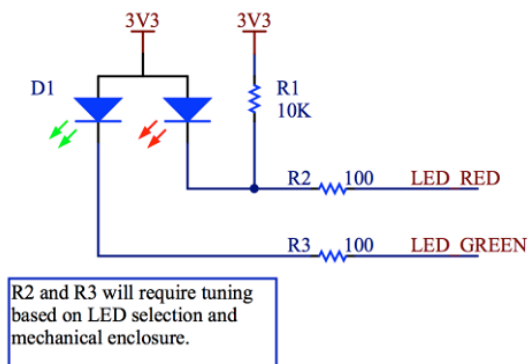 3V3 3V3
D1
R1
10K
R2 100 LED_RED
R3 100 LED_GREEN
R2 and R3 will require tuning
based on LED selection and
mechanical enclosure.